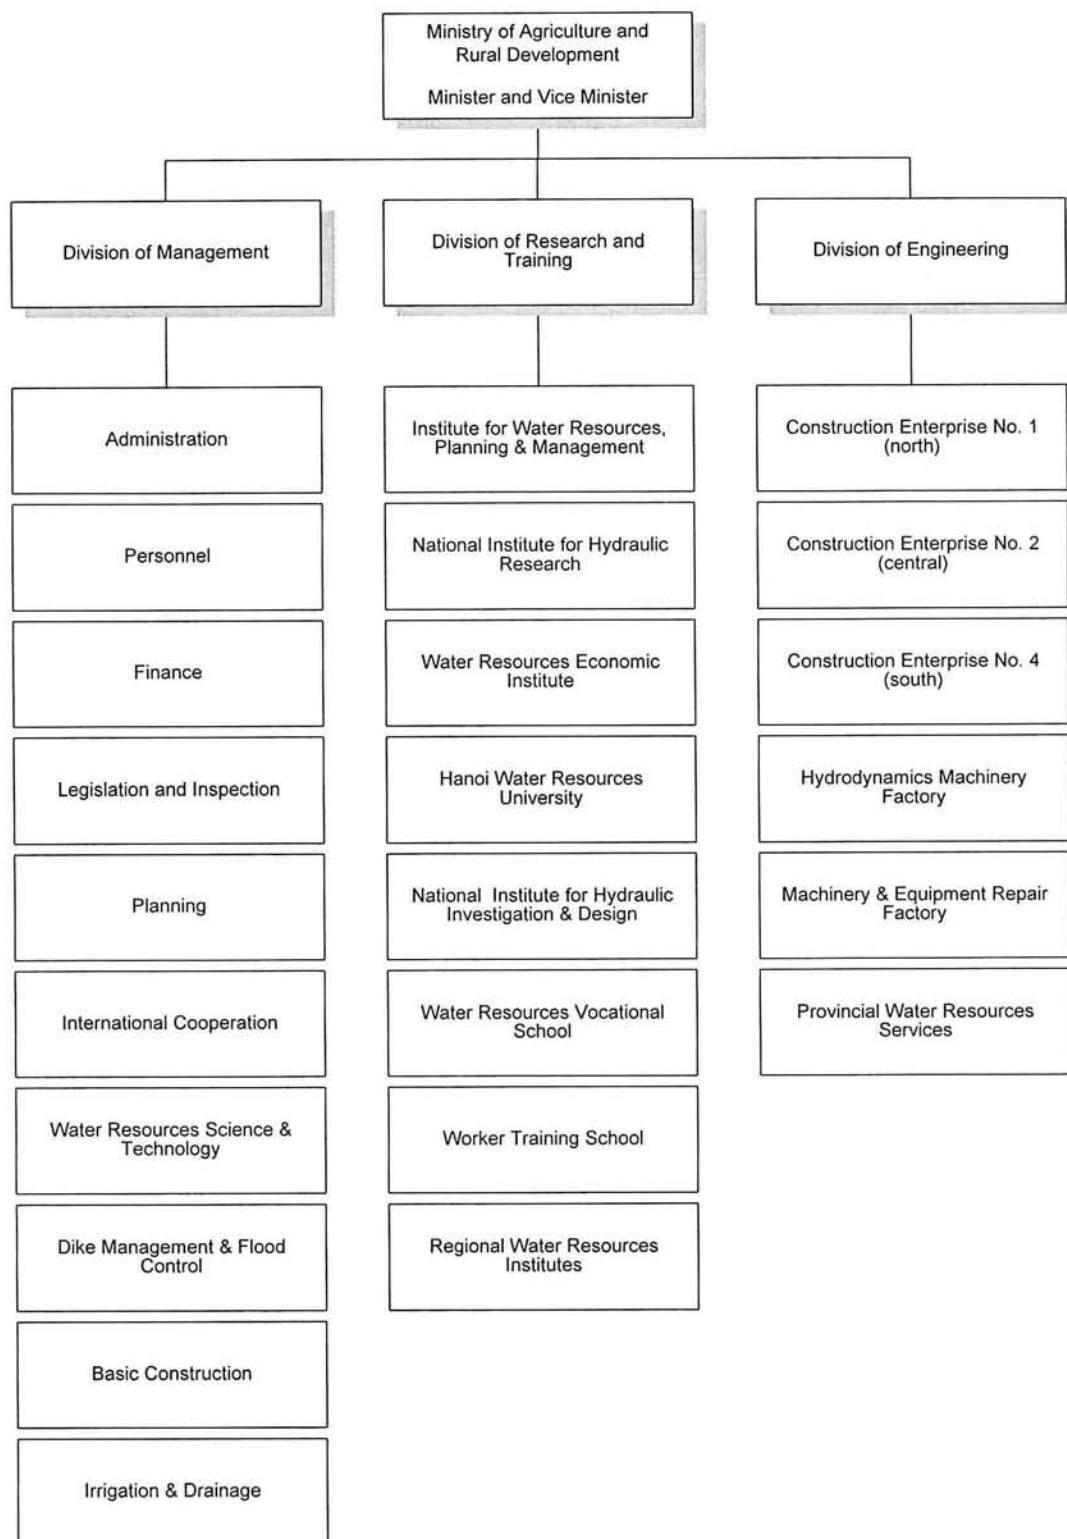 Ministry of Agriculture and
Rural Development
Minister and Vice Minister
Division of Management
Division of Research and
Training
Division of Engineering
Administration
Personnel
Finance
Legislation and Inspection
Planning
International Cooperation
Water Resources Science &
Technology
Dike Management & Flood
Control
Basic Construction
Irrigation & Drainage
Institute for Water Resources,
Planning & Management
National Institute for Hydraulic
Research
Water Resources Economic
Institute
Hanoi Water Resources
University
National Institute for Hydraulic
Investigation & Design
Water Resources Vocational
School
Worker Training School
Regional Water Resources
Institutes
Construction Enterprise No. 1
(north)
Construction Enterprise No. 2
(central)
Construction Enterprise No. 4
(south)
Hydrodynamics Machinery
Factory
Machinery & Equipment Repair
Factory
Provincial Water Resources
Services